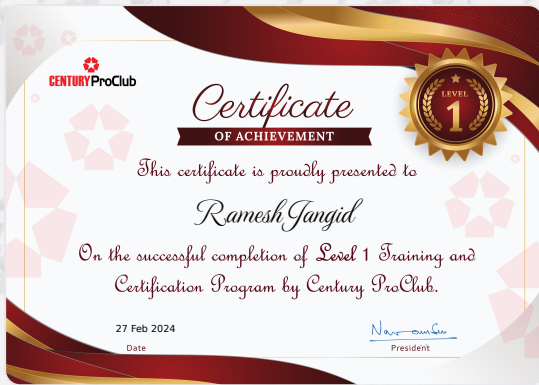 CENTURY ProClub
LEVEL
1
Certificate
OF ACHIEVEMENT
This certificate is proudly presented to
Ramesh Jangid
On the successful completion of Level 1 Training and
Certification Program by Century ProClub.
27 Feb 2024
Date
President